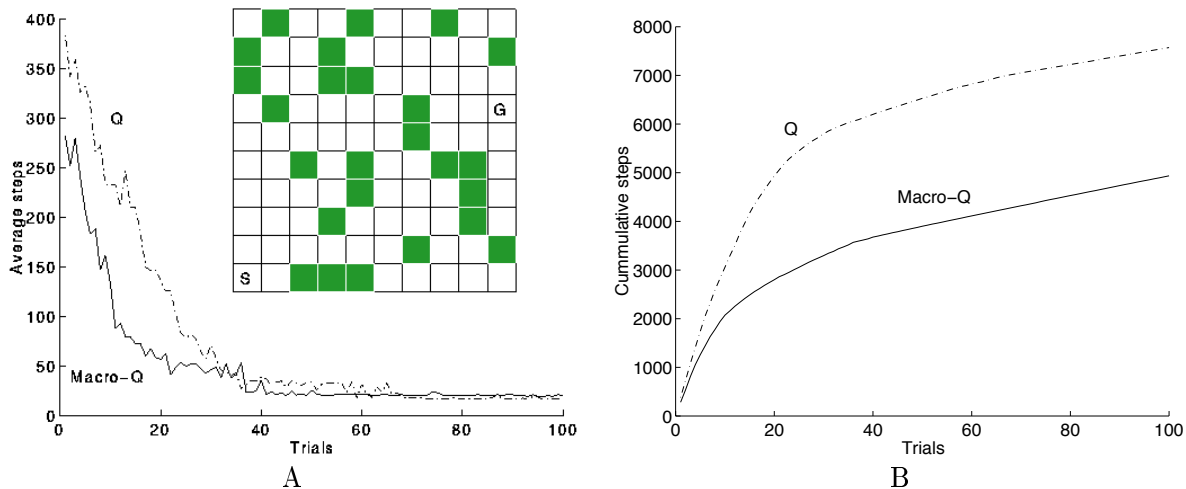 400
350
300
250
200
150
100
50
0
Average steps
0 20 40 60 80 100
Trials
Q
Macro-Q
G
S
A
8000
7000
6000
5000
4000
3000
2000
1000
0
Cummulative steps
0 20 40 60 80 100
Trials
Q
Macro-Q
B